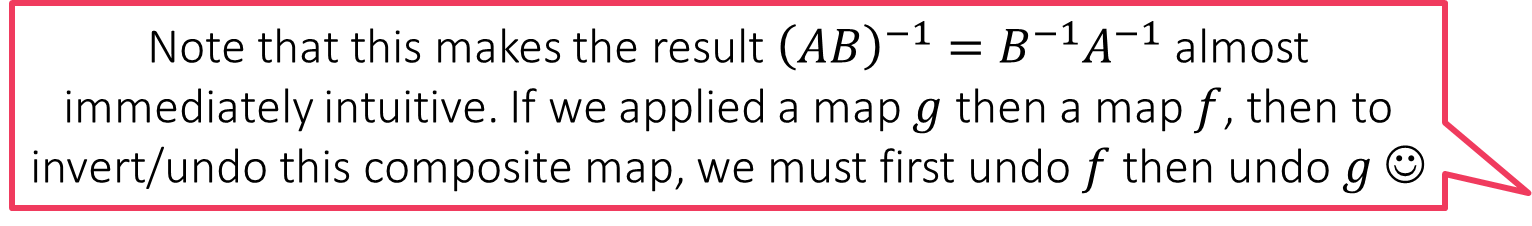 Note that this makes the result $(AB)^{-1} = B^{-1}A^{-1}$ almost
immediately intuitive. If we applied a map $g$ then a map $f$, then to
invert/undo this composite map, we must first undo $f$ then undo $g$ ☺